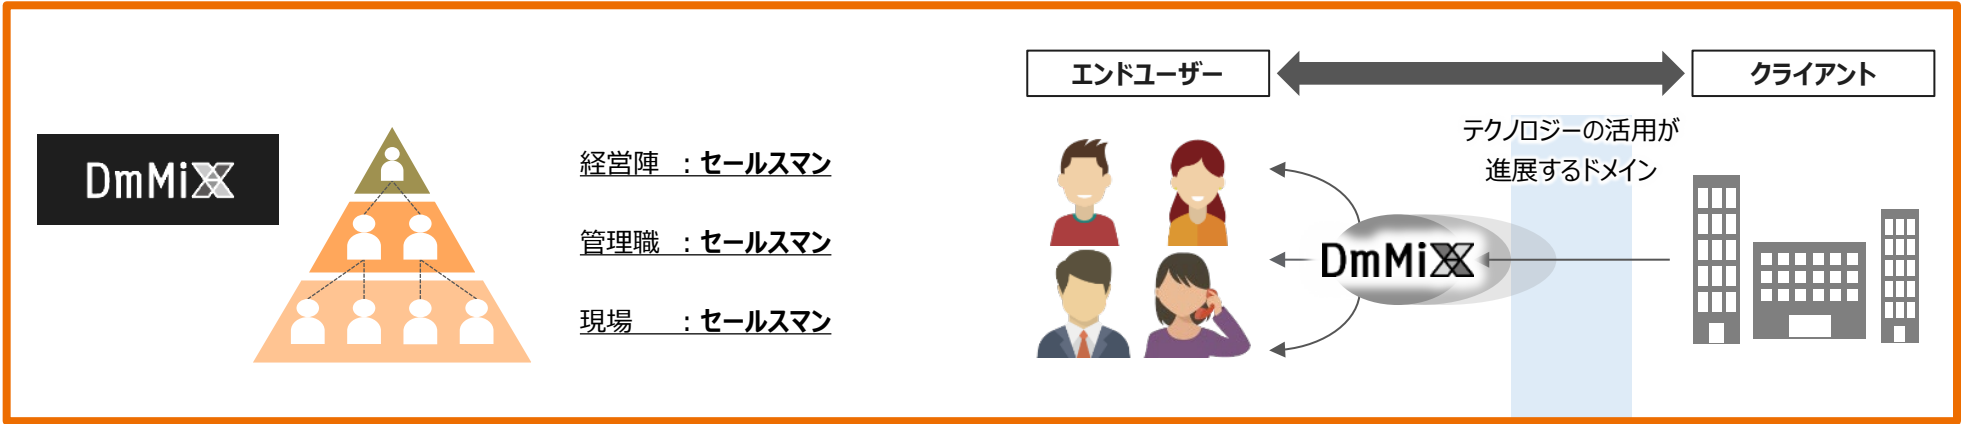 DmMiX
経営陣 ：セールスマン
管理職 ：セールスマン
現場 ：セールスマン
エンドユーザー
クライアント
テクノロジーの活用が
進展するドメイン
DmMiX